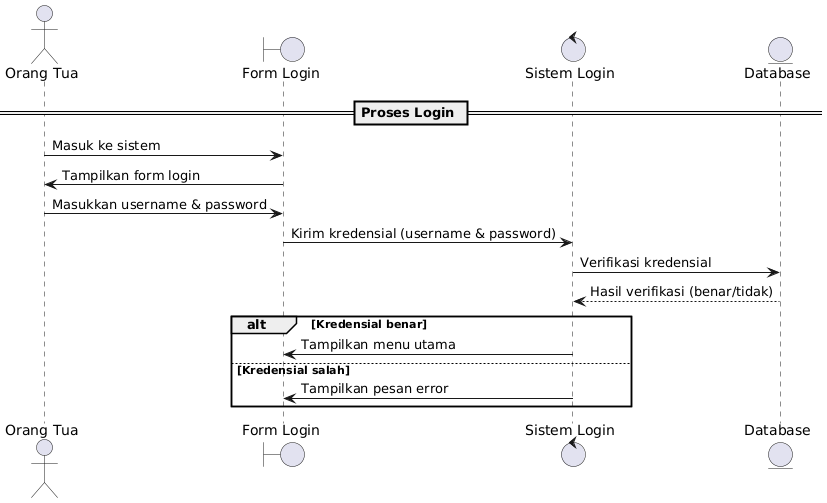 Orang Tua
Form Login
Sistem Login
Database
Proses Login
Masuk ke sistem
Tampilkan form login
Masukkan username & password
Kirim kredensial (username & password)
Verifikasi kredensial
Hasil verifikasi (benar/tidak)
alt [Kredensial benar]
Tampilkan menu utama
[Kredensial salah]
Tampilkan pesan error
Orang Tua
Form Login
Sistem Login
Database